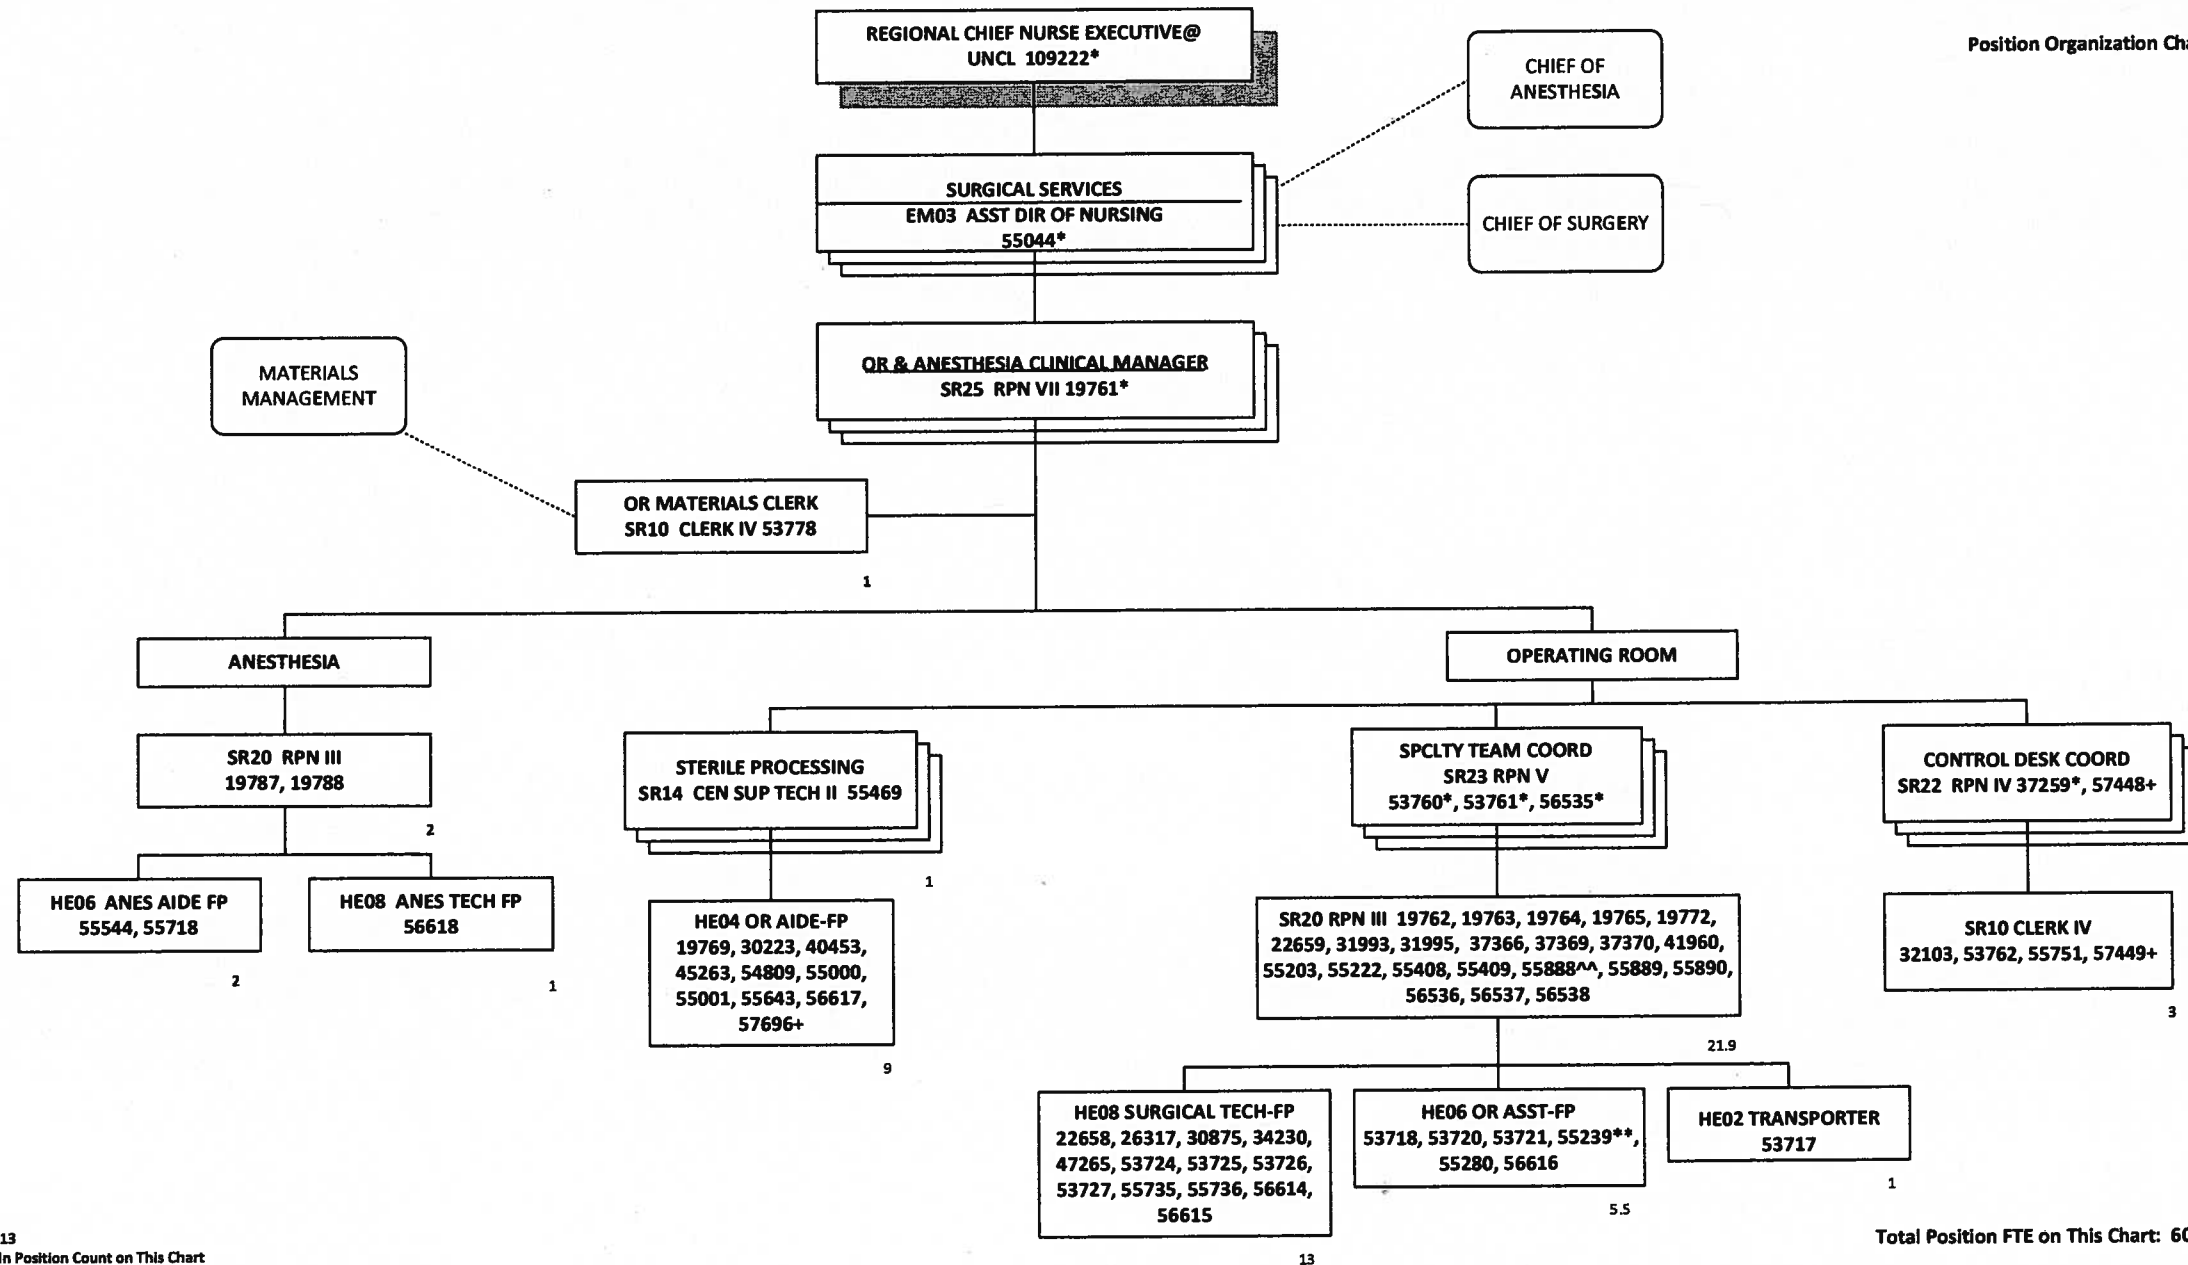 REGIONAL CHIEF NURSE EXECUTIVE@
UNCL 109222*
Position Organization Cha
CHIEF OF
ANESTHESIA
SURGICAL SERVICES
EM03 ASST DIR OF NURSING
55044*
CHIEF OF SURGERY
OR & ANESTHESIA CLINICAL MANAGER
SR25 RPN VII 19761*
MATERIALS
MANAGEMENT
OR MATERIALS CLERK
SR10 CLERK IV 53778
1
ANESTHESIA
OPERATING ROOM
SR20 RPN III
19787, 19788
2
STERILE PROCESSING
SR14 CEN SUP TECH II 55469
1
SPCLTY TEAM COORD
SR23 RPN V
53760*, 53761*, 56535*
CONTROL DESK COORD
SR22 RPN IV 37259*, 57448+
HE06 ANES AIDE FP
55544, 55718
2
HE08 ANES TECH FP
56618
1
HE04 OR AIDE-FP
19769, 30223, 40453,
45263, 54809, 55000,
55001, 55643, 56617,
57696+
9
SR20 RPN III 19762, 19763, 19764, 19765, 19772,
22659, 31993, 31995, 37366, 37369, 37370, 41960,
55203, 55222, 55408, 55409, 55888^^, 55889, 55890,
56536, 56537, 56538
21.9
SR10 CLERK IV
32103, 53762, 55751, 57449+
3
HE08 SURGICAL TECH-FP
22658, 26317, 30875, 34230,
47265, 53724, 53725, 53726,
53727, 55735, 55736, 56614,
56615
13
HE06 OR ASST-FP
53718, 53720, 53721, 55239**,
55280, 56616
5.5
HE02 TRANSPORTER
53717
1
13
In Position Count on This Chart
Total Position FTE on This Chart: 60